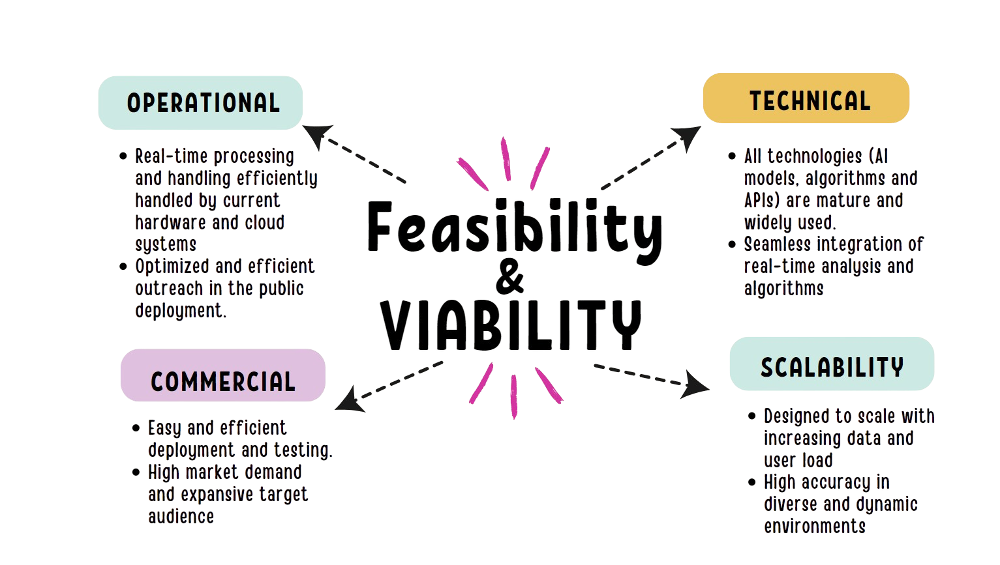 OPERATIONAL
Real-time processing
and handling efficiently
handled by current
hardware and cloud
systems
Optimized and efficient
outreach in the public
deployment.
TECHNICAL
All technologies (AI
models, algorithms and
APIs) are mature and
widely used.
Seamless integration of
real-time analysis and
algorithms
Feasibility
&
VIABILITY
COMMERCIAL
Easy and efficient
deployment and testing.
High market demand
and expansive target
audience
SCALABILITY
Designed to scale with
increasing data and
user load
High accuracy in
diverse and dynamic
environments